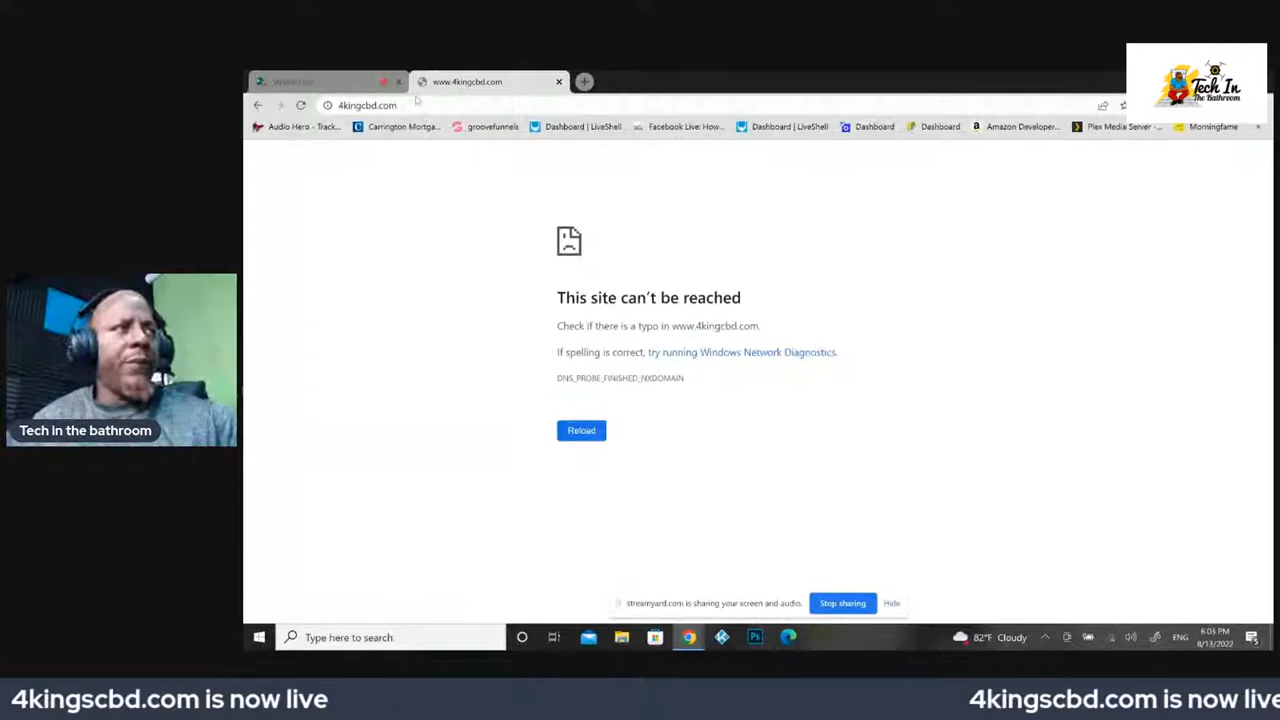 Tech In
The Bathroom
www.4kingcbd.com
4kingcbd.com
Audio Hero - Track...
Carrington Mortga...
groovefunnels
Dashboard | LiveShell
Facebook Live: How...
Dashboard | LiveShell
Dashboard
Dashboard
Amazon Developer...
Plex Media Server -...
Morningfame
»
This site can't be reached
Check if there is a typo in www.4kingcbd.com.
If spelling is correct, try running Windows Network Diagnostics.
DNS_PROBE_FINISHED_NXDOMAIN
Reload
Tech in the bathroom
streamyard.com is sharing your screen and audio.
Stop sharing
Hide
Type here to search
Ps
82°F Cloudy
ENG
6:03 PM
8/13/2022
4kingscbd.com is now live
4kingscbd.com is now live